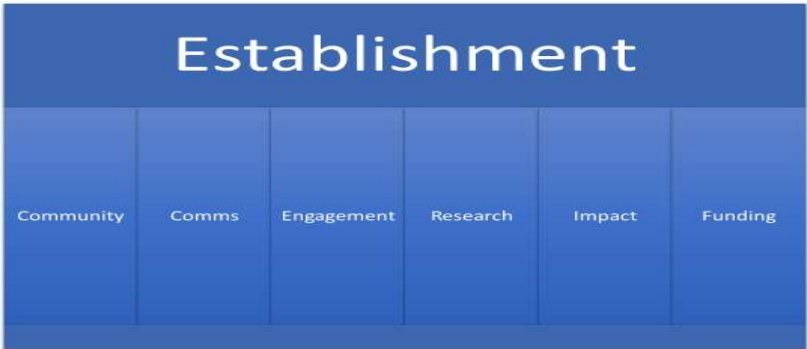 Establishment
Community Comms Engagement Research Impact Funding